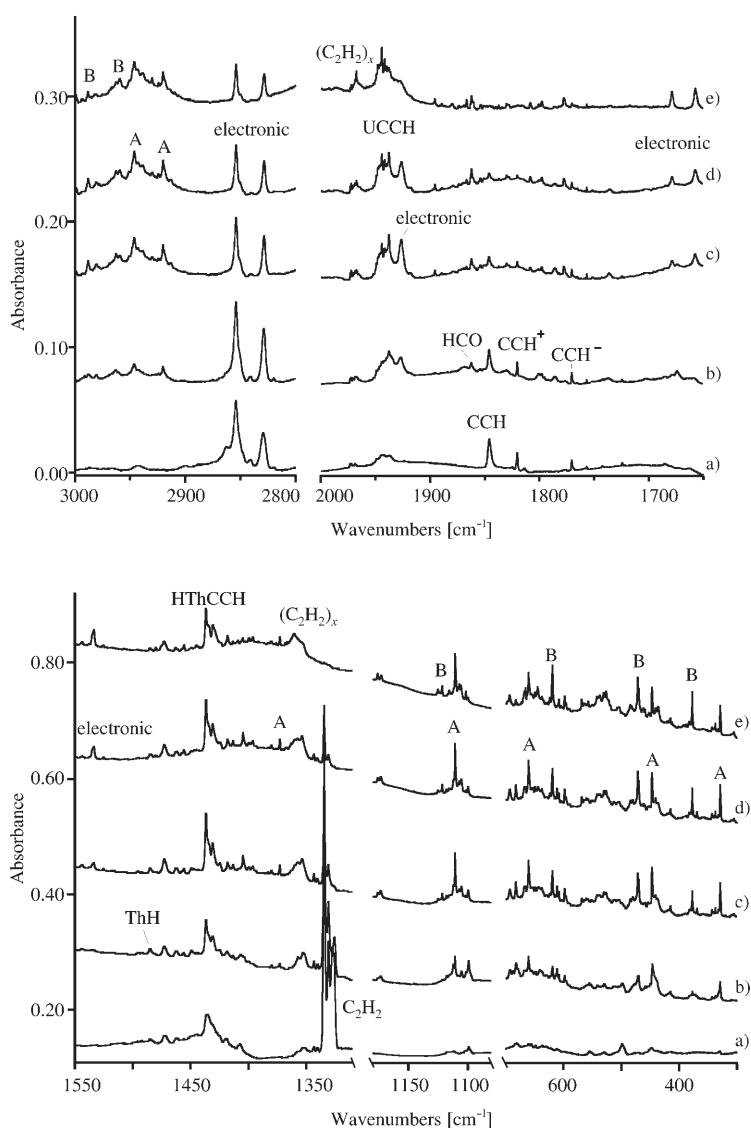 B B (C₂H₂)ₓ
0.30 e)
A A electronic UCCH electronic
d)
0.20
electronic
c)
Absorbance
HCO CCH⁺ CCH⁻
0.10 b)
CCH
0.00 a)
3000 2900 2800 2000 1900 1800 1700
Wavenumbers [cm⁻¹]
HThCCH (C₂H₂)ₓ
0.80 B B B B e)
electronic A A A A A
0.60 d)
Absorbance
0.40 c)
ThH
b)
0.20 C₂H₂ a)
1550 1450 1350 1150 1100 600 400
Wavenumbers [cm⁻¹]